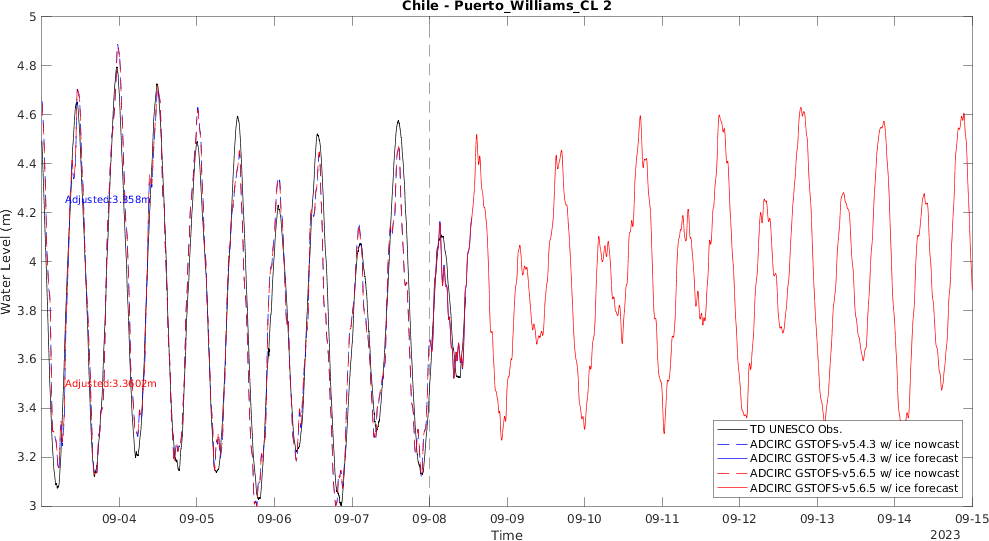 Chile - Puerto_Williams_CL 2
5
4.8
4.6
4.4
4.2
4
3.8
3.6
3.4
3.2
3
Water Level (m)
Adjusted:3.358m
Adjusted:3.3602m
TD UNESCO Obs.
ADCIRC GSTOFS-v5.4.3 w/ ice nowcast
ADCIRC GSTOFS-v5.4.3 w/ ice forecast
ADCIRC GSTOFS-v5.6.5 w/ ice nowcast
ADCIRC GSTOFS-v5.6.5 w/ ice forecast
09-04 09-05 09-06 09-07 09-08 09-09 09-10 09-11 09-12 09-13 09-14 09-15
Time
2023